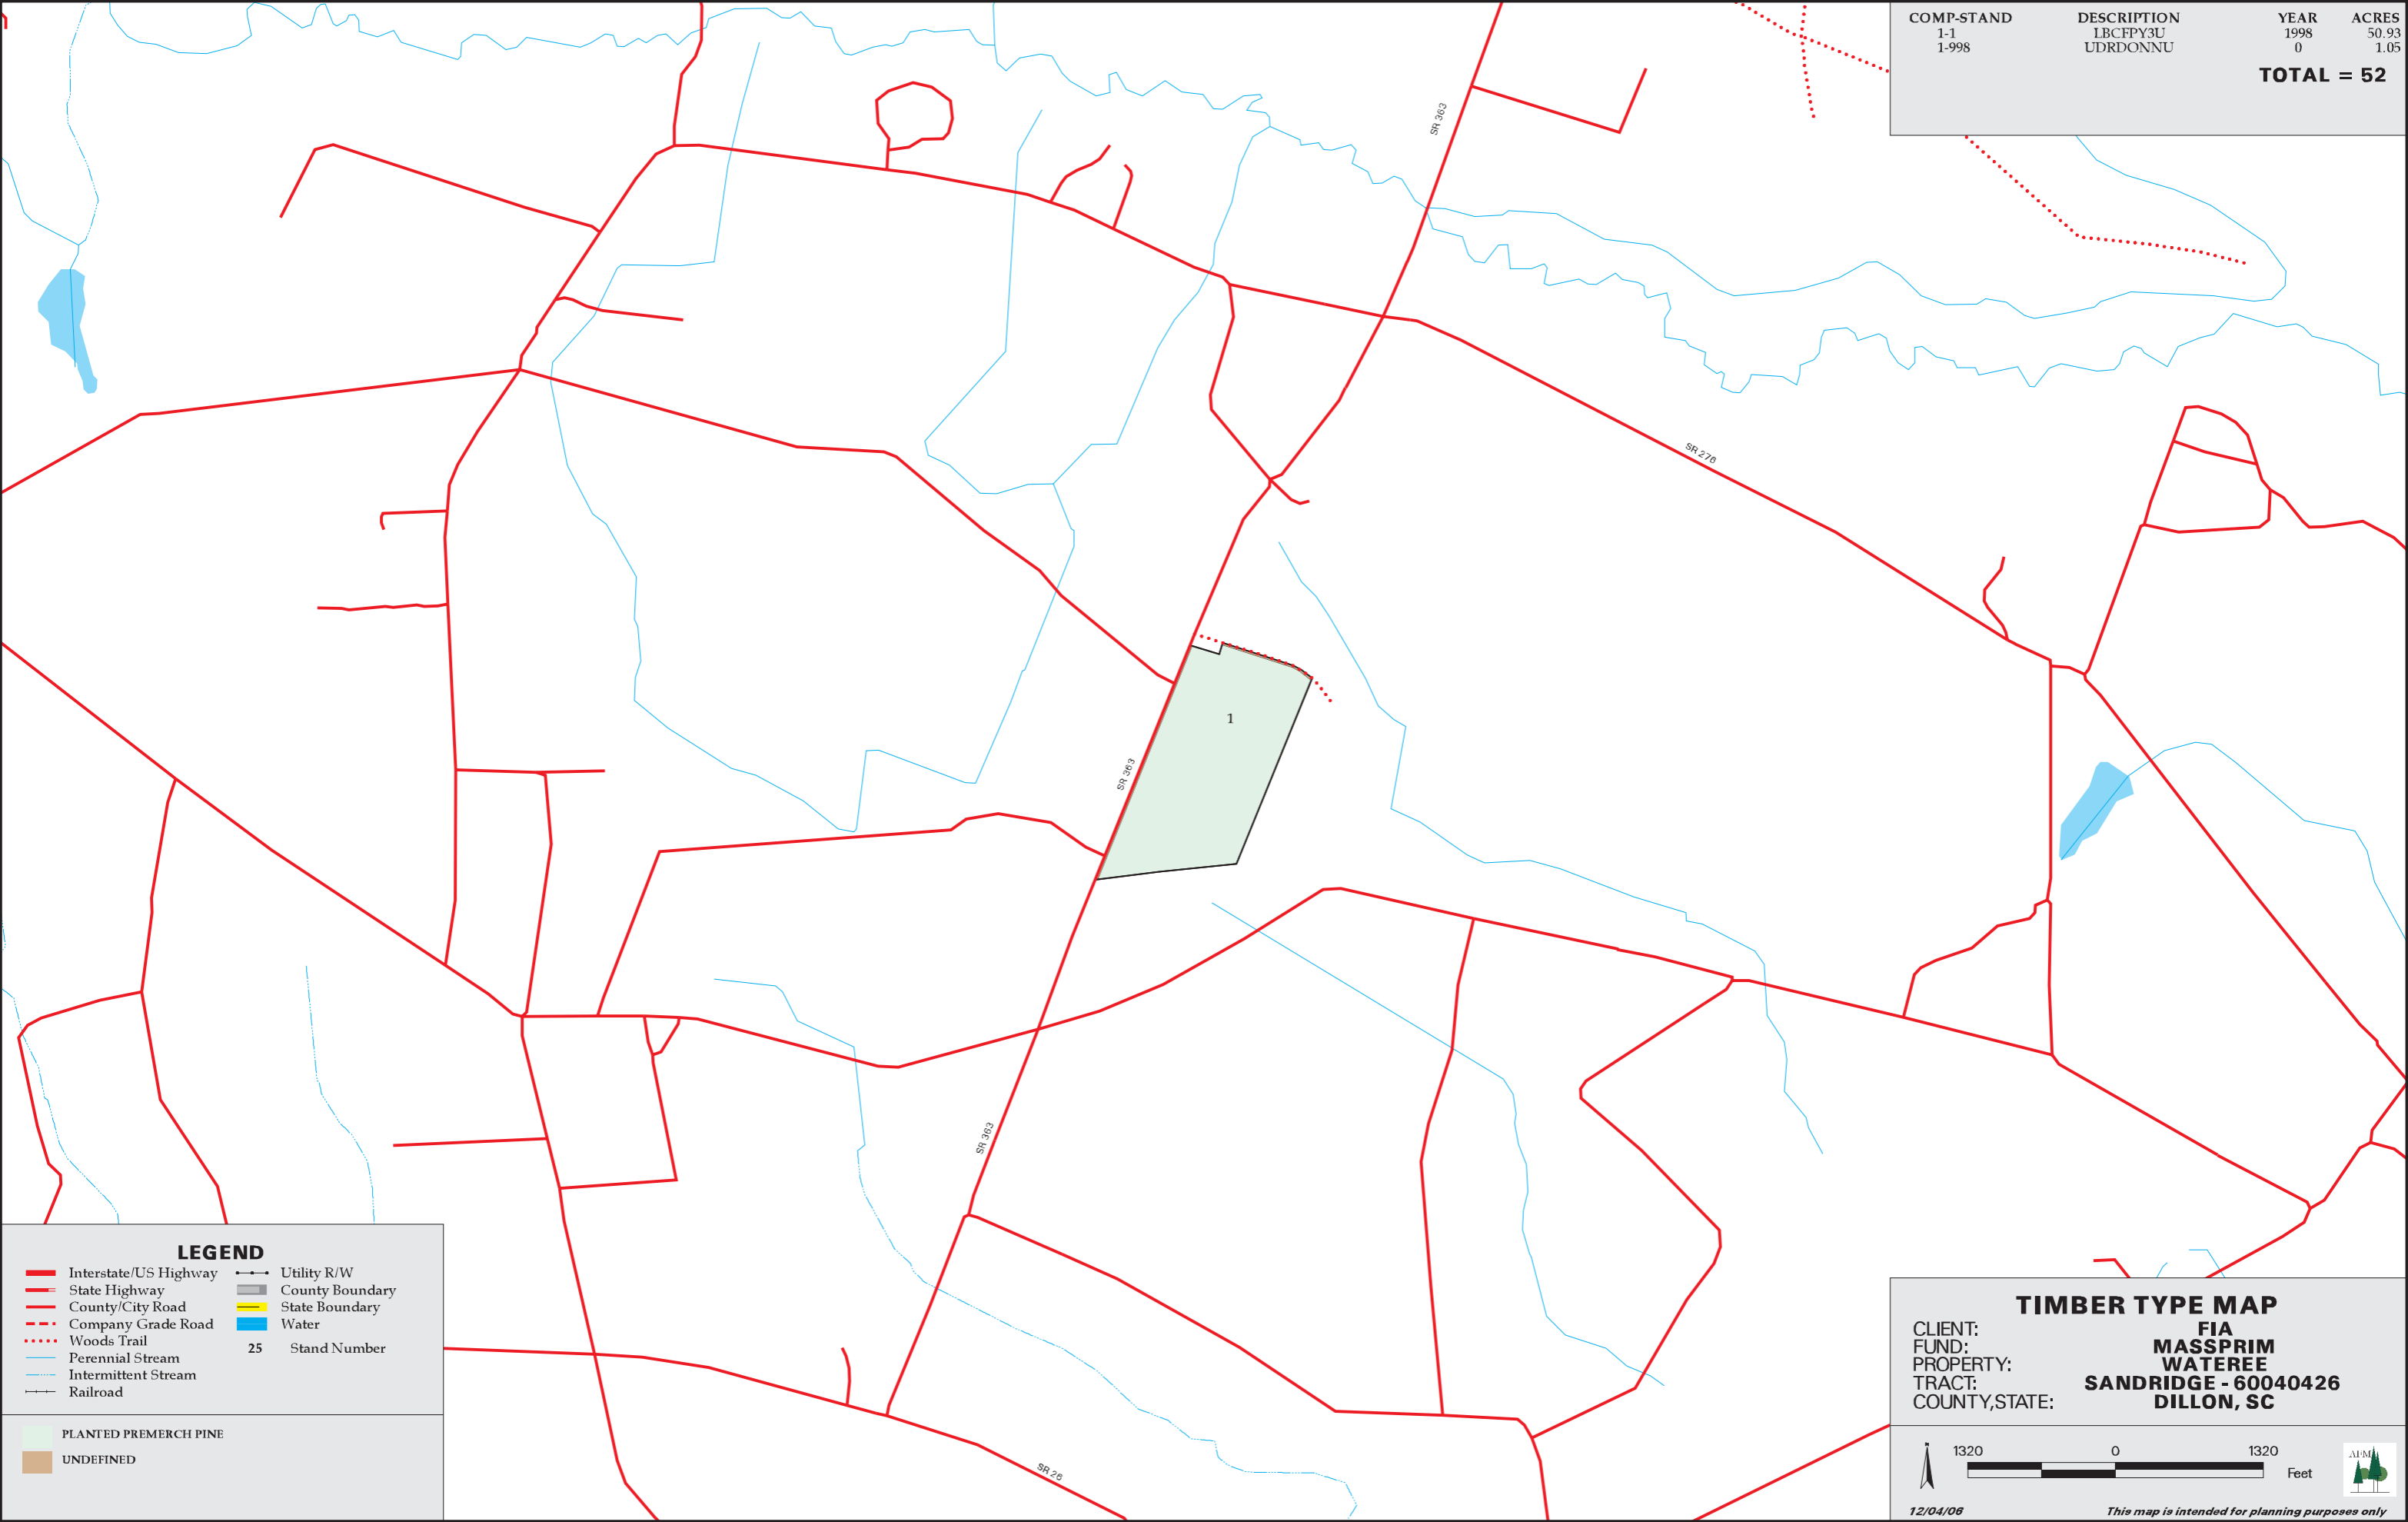 COMP-STAND DESCRIPTION YEAR ACRES
1-1 LBCFPY3U 1998 50.93
1-998 UDRDONNU 0 1.05
TOTAL = 52
SR 363
SR 276
1
SR 363
SR 363
SR 26
LEGEND
Interstate/US Highway Utility R/W
State Highway County Boundary
County/City Road State Boundary
Company Grade Road Water
Woods Trail
25 Stand Number
Perennial Stream
Intermittent Stream
Railroad
PLANTED PREMERCH PINE
UNDEFINED
TIMBER TYPE MAP
CLIENT: FIA
FUND: MASSPRIM
PROPERTY: WATEREE
TRACT: SANDRIDGE - 60040426
COUNTY,STATE: DILLON, SC
1320 0 1320
Feet
12/04/06 This map is intended for planning purposes only